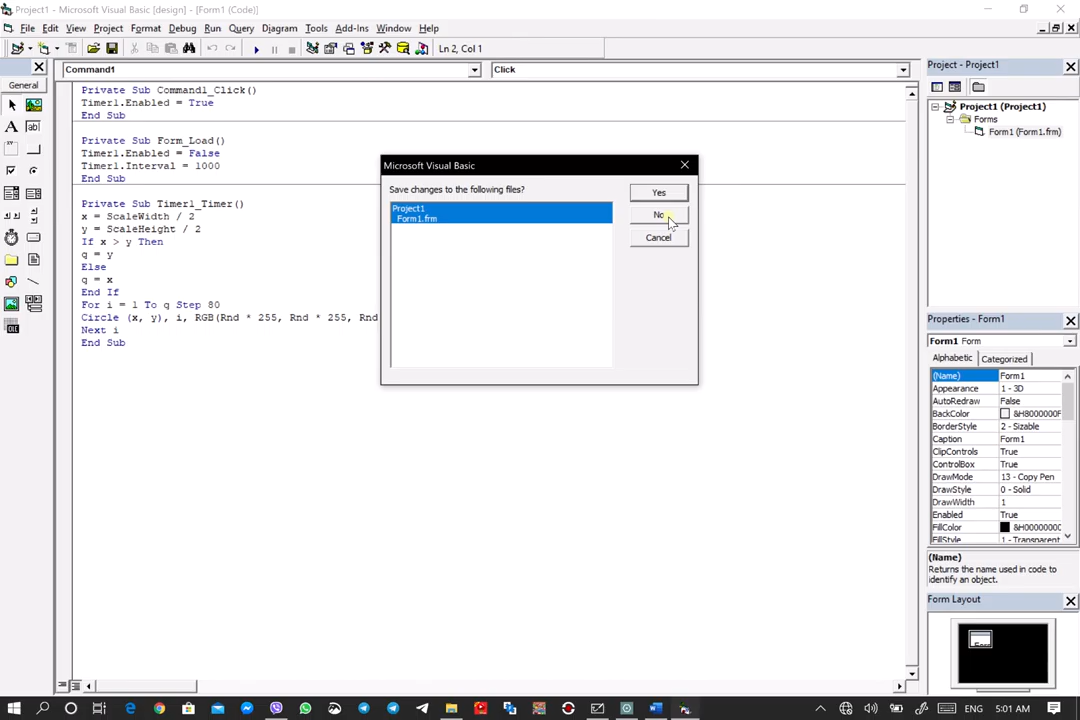 Project1 - Microsoft Visual Basic [design] - [Form1 (Code)]
File Edit View Project Format Debug Run Query Diagram Tools Add-Ins Window Help
Ln 2, Col 1
General
Command1
Click
Private Sub Command1_Click()
Timer1.Enabled = True
End Sub
Private Sub Form_Load()
Timer1.Enabled = False
Timer1.Interval = 1000
End Sub
Private Sub Timer1_Timer()
x = ScaleWidth / 2
y = ScaleHeight / 2
If x > y Then
q = y
Else
q = x
End If
For i = 1 To q Step 80
Circle (x, y), i, RGB(Rnd * 255, Rnd * 255, Rnd
Next i
End Sub
Microsoft Visual Basic
Save changes to the following files?
Project1
Form1.frm
Yes
No
Cancel
Project - Project1
Project1 (Project1)
Forms
Form1 (Form1.frm)
Properties - Form1
Form1 Form
Alphabetic Categorized
(Name) Form1
Appearance 1 - 3D
AutoRedraw False
BackColor &H8000000F
BorderStyle 2 - Sizable
Caption Form1
ClipControls True
ControlBox True
DrawMode 13 - Copy Pen
DrawStyle 0 - Solid
DrawWidth 1
Enabled True
FillColor &H0000000
FillStyle 1 - Transparent
(Name)
Returns the name used in code to
identify an object.
Form Layout
ENG 5:01 AM